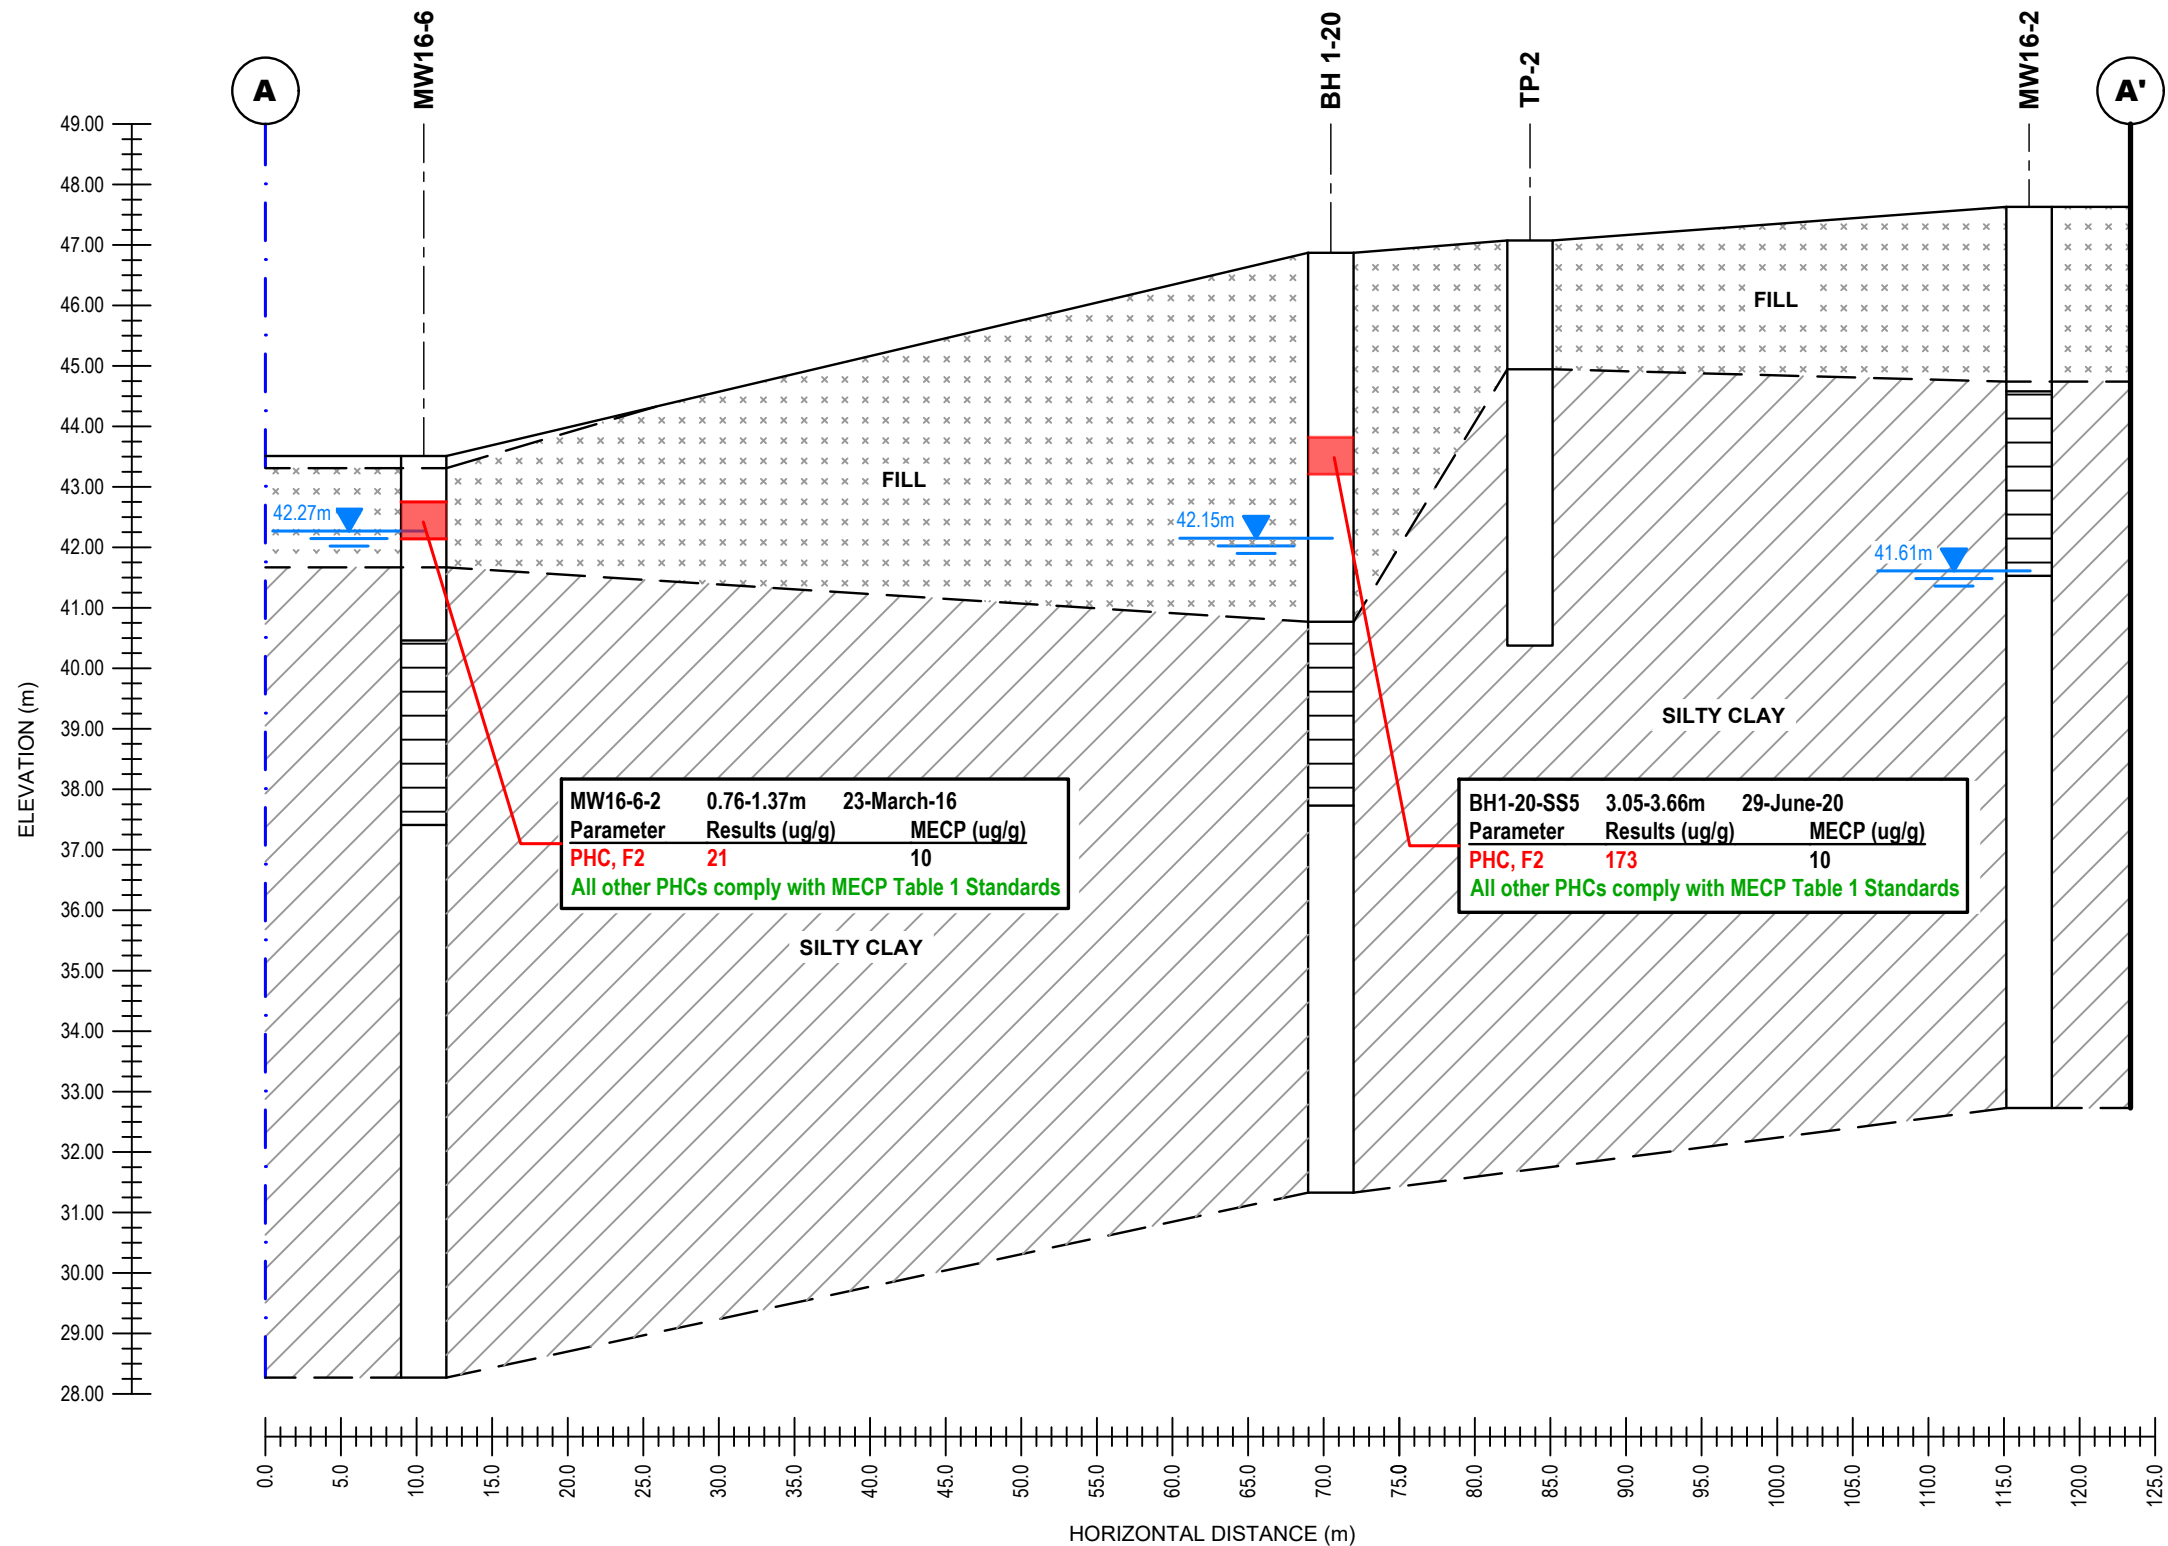 MW16-6
BH 1-20
TP-2
MW16-2
A
A'
49.00
48.00
47.00
46.00
45.00
44.00
43.00
42.00
41.00
40.00
39.00
38.00
37.00
36.00
35.00
34.00
33.00
32.00
31.00
30.00
29.00
28.00
ELEVATION (m)
FILL
FILL
42.27m
42.15m
41.61m
SILTY CLAY
MW16-6-2 0.76-1.37m 23-March-16
Parameter Results (ug/g) MECP (ug/g)
PHC, F2 21 10
All other PHCs comply with MECP Table 1 Standards
BH1-20-SS5 3.05-3.66m 29-June-20
Parameter Results (ug/g) MECP (ug/g)
PHC, F2 173 10
All other PHCs comply with MECP Table 1 Standards
SILTY CLAY
0.0
5.0
10.0
15.0
20.0
25.0
30.0
35.0
40.0
45.0
50.0
55.0
60.0
65.0
70.0
75.0
80.0
85.0
90.0
95.0
100.0
105.0
110.0
115.0
120.0
125.0
HORIZONTAL DISTANCE (m)